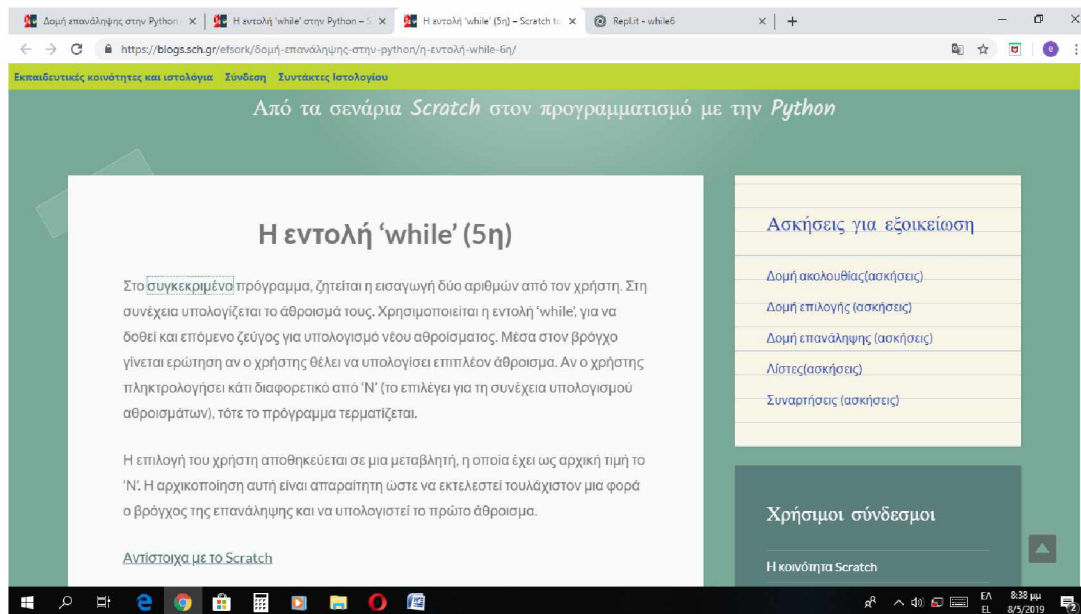 Δομή επανάληψης στην Python
Η εντολή 'while' στην Python – S
Η εντολή 'while' (5η) – Scratch to
Repl.it - while6
https://blogs.sch.gr/efsork/δομή-επανάληψης-στην-python/η-εντολή-while-6η/
Εκπαιδευτικές κοινότητες και ιστολόγια Σύνδεση Συντάκτες Ιστολογίου
Από τα σενάρια Scratch στον προγραμματισμό με την Python
Η εντολή 'while' (5η)
Στο συγκεκριμένο πρόγραμμα, ζητείται η εισαγωγή δύο αριθμών από τον χρήστη. Στη
συνέχεια υπολογίζεται το άθροισμά τους. Χρησιμοποιείται η εντολή 'while', για να
δοθεί και επόμενο ζεύγος για υπολογισμό νέου αθροίσματος. Μέσα στον βρόγχο
γίνεται ερώτηση αν ο χρήστης θέλει να υπολογίσει επιπλέον άθροισμα. Αν ο χρήστης
πληκτρολογήσει κάτι διαφορετικό από 'Ν' (το επιλέγει για τη συνέχεια υπολογισμού
αθροισμάτων), τότε το πρόγραμμα τερματίζεται.
Η επιλογή του χρήστη αποθηκεύεται σε μια μεταβλητή, η οποία έχει ως αρχική τιμή το
'Ν'. Η αρχικοποίηση αυτή είναι απαραίτητη ώστε να εκτελεστεί τουλάχιστον μια φορά
ο βρόγχος της επανάληψης και να υπολογιστεί το πρώτο άθροισμα.
Αντίστοιχα με το Scratch
Ασκήσεις για εξοικείωση
Δομή ακολουθίας(ασκήσεις)
Δομή επιλογής (ασκήσεις)
Δομή επανάληψης (ασκήσεις)
Λίστες(ασκήσεις)
Συναρτήσεις (ασκήσεις)
Χρήσιμοι σύνδεσμοι
Η κοινότητα Scratch
ΕΛ
EL
8:38 μμ
8/5/2019